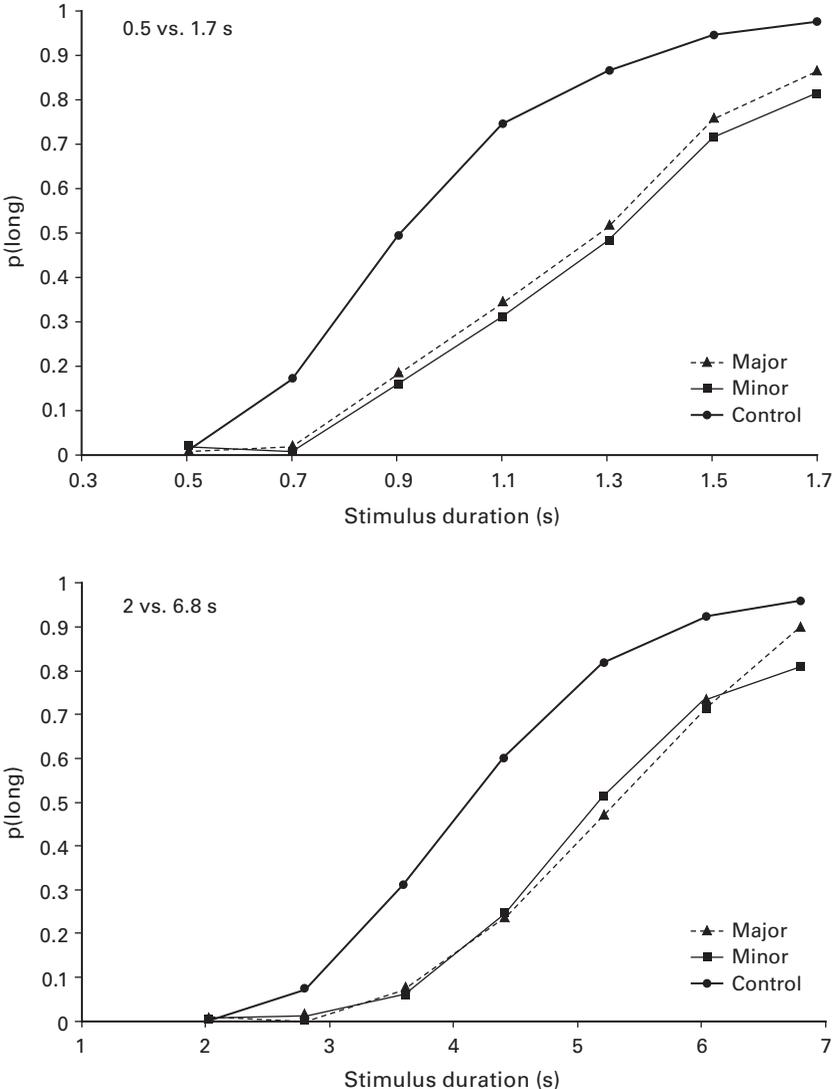 0.5 vs. 1.7 s
1
0.9
0.8
0.7
0.6
0.5
0.4
0.3
0.2
0.1
0
p(long)
Major
Minor
Control
0.3 0.5 0.7 0.9 1.1 1.3 1.5 1.7
Stimulus duration (s)
2 vs. 6.8 s
1
0.9
0.8
0.7
0.6
0.5
0.4
0.3
0.2
0.1
0
p(long)
Major
Minor
Control
1 2 3 4 5 6 7
Stimulus duration (s)